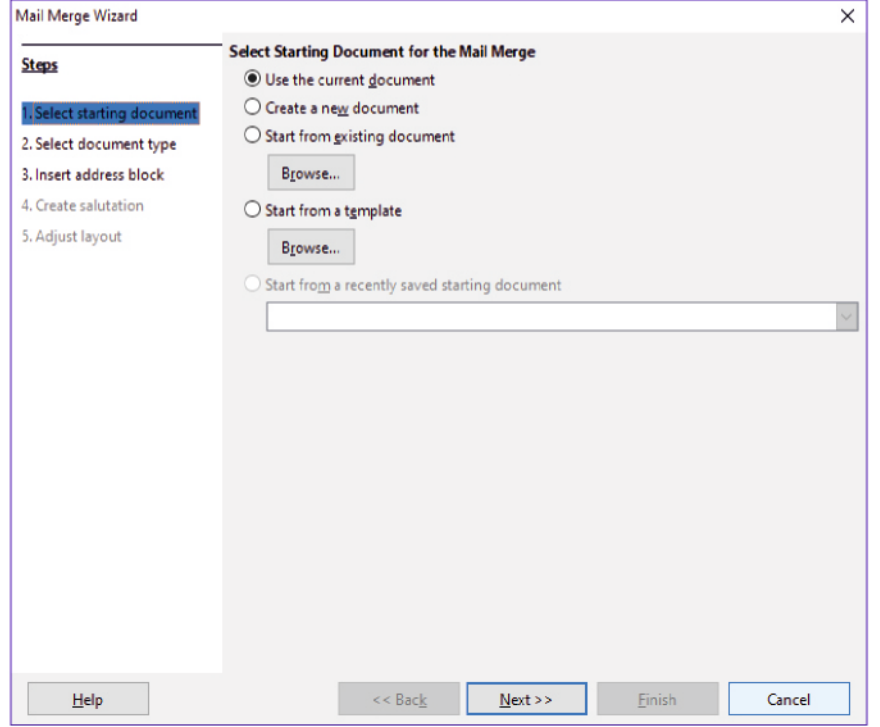 Mail Merge Wizard
Steps
1. Select starting document
2. Select document type
3. Insert address block
4. Create salutation
5. Adjust layout
Select Starting Document for the Mail Merge
Use the current document
Create a new document
Start from existing document
Browse...
Start from a template
Browse...
Start from a recently saved starting document
Help
<< Back
Next >>
Finish
Cancel